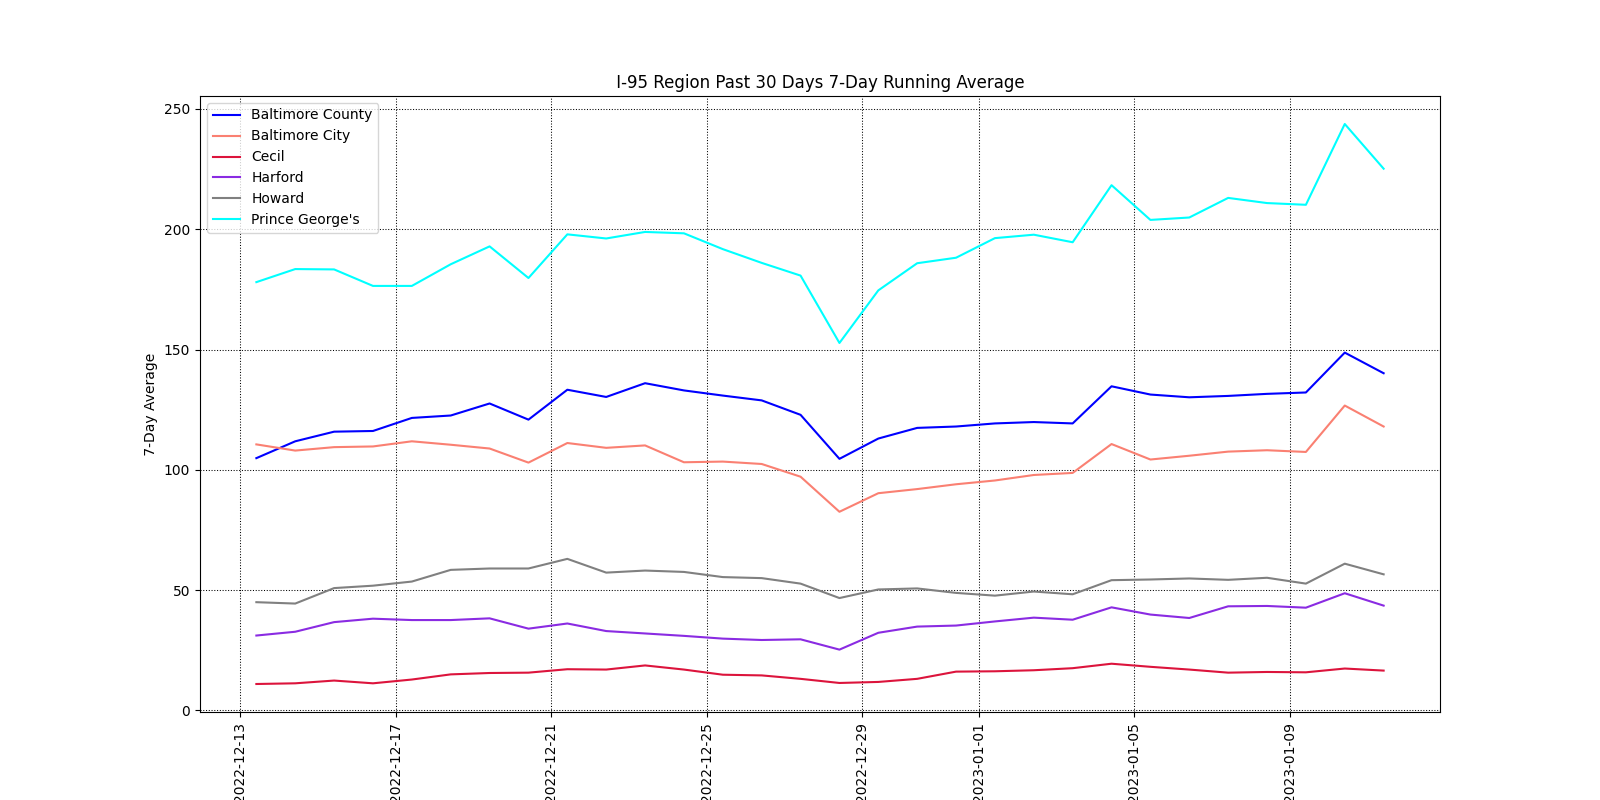 I-95 Region Past 30 Days 7-Day Running Average
250
200
150
100
50
0
7-Day Average
Baltimore County
Baltimore City
Cecil
Harford
Howard
Prince George's
2022-12-13
2022-12-17
2022-12-21
2022-12-25
2022-12-29
2023-01-01
2023-01-05
2023-01-09